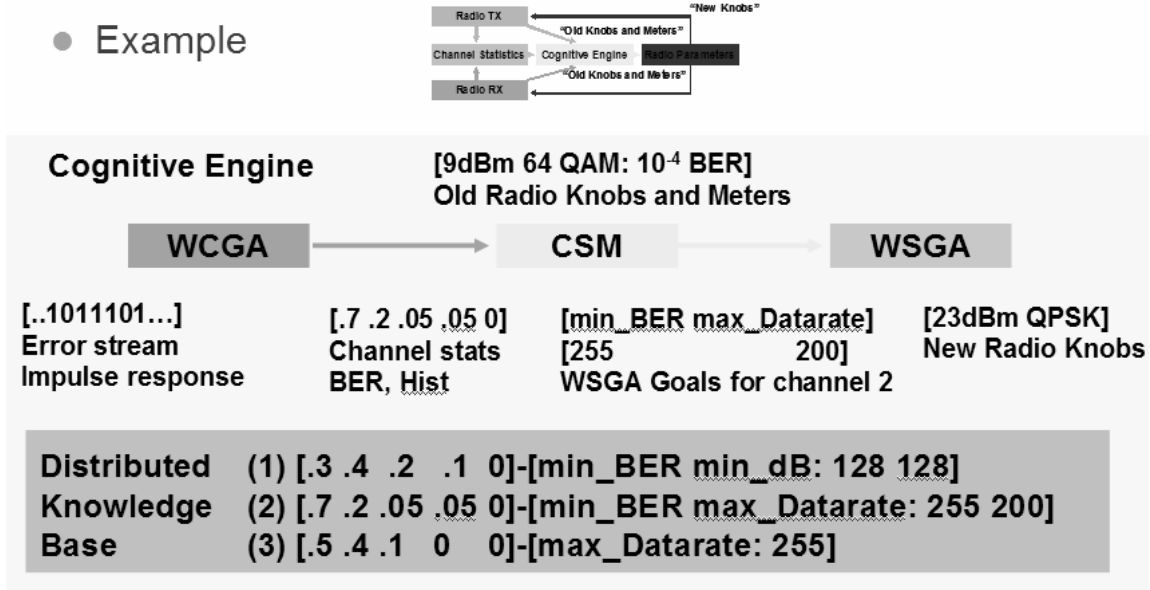 ● Example
Radio TX
"New Knobs"
"Old Knobs and Meters"
Channel Statistics
Cognitive Engine
Radio Parameters
"Old Knobs and Meters"
Radio RX
Cognitive Engine
[9dBm 64 QAM: 10⁻⁴ BER]
Old Radio Knobs and Meters
WCGA
CSM
WSGA
[..1011101…]
Error stream
Impulse response
[.7 .2 .05 .05 0]
Channel stats
BER, Hist
[min_BER max_Datarate]
[255 200]
WSGA Goals for channel 2
[23dBm QPSK]
New Radio Knobs
Distributed (1) [.3 .4 .2 .1 0]-[min_BER min_dB: 128 128]
Knowledge (2) [.7 .2 .05 .05 0]-[min_BER max_Datarate: 255 200]
Base (3) [.5 .4 .1 0 0]-[max_Datarate: 255]